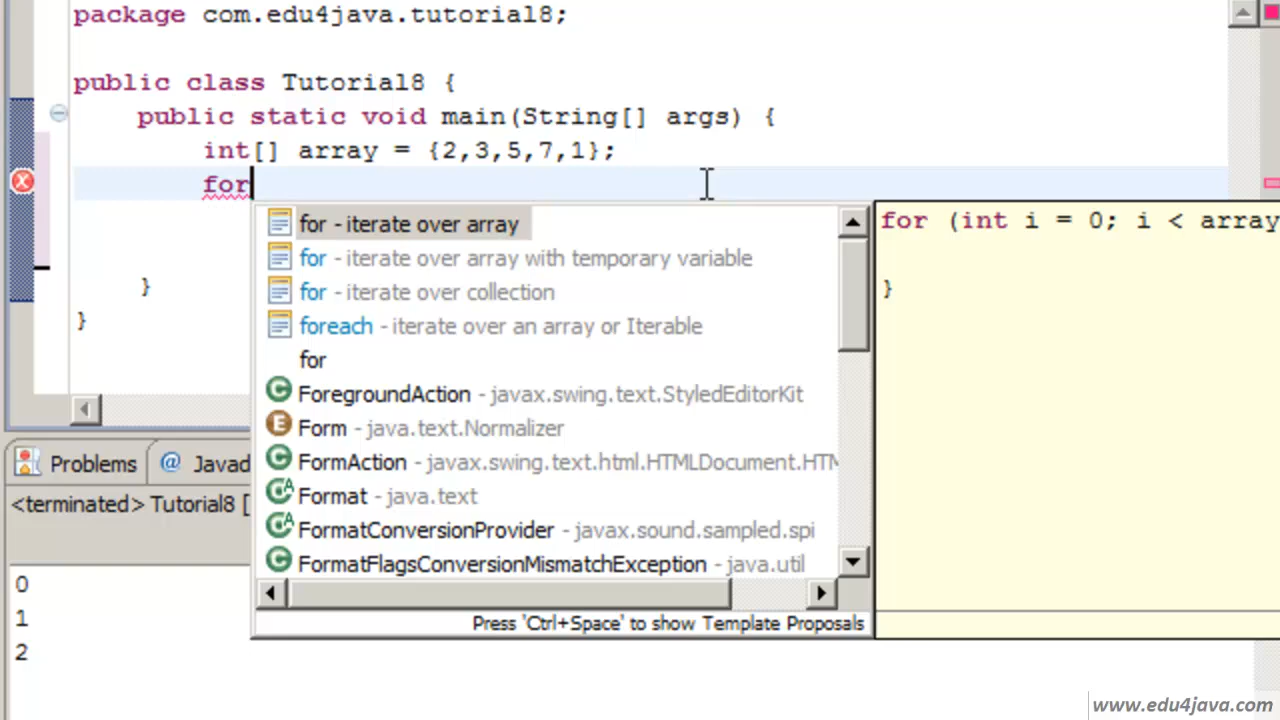 package com.edu4java.tutorial8;
public class Tutorial8 {
public static void main(String[] args) {
int[] array = {2,3,5,7,1};
for
for - iterate over array
for - iterate over array with temporary variable
for - iterate over collection
foreach - iterate over an array or Iterable
for
ForegroundAction - javax.swing.text.StyledEditorKit
Form - java.text.Normalizer
FormAction - javax.swing.text.html.HTMLDocument.HTM
Format - java.text
FormatConversionProvider - javax.sound.sampled.spi
FormatFlagsConversionMismatchException - java.util
Press 'Ctrl+Space' to show Template Proposals
for (int i = 0; i < array
}
}
}
Problems @ Javad
<terminated> Tutorial8 [
0
1
2
www.edu4java.com